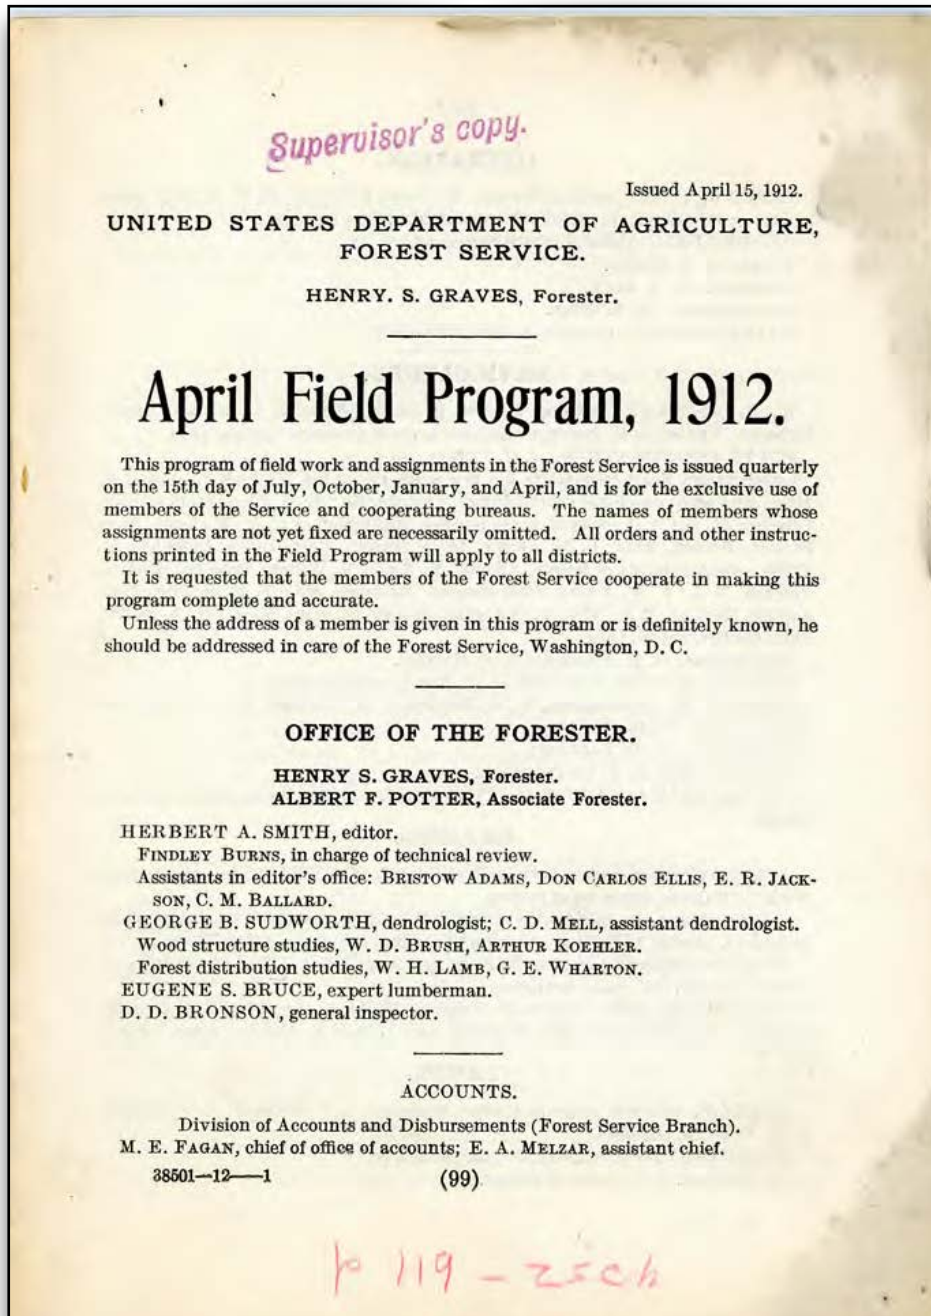 Supervisor's copy.
Issued April 15, 1912.
UNITED STATES DEPARTMENT OF AGRICULTURE,
FOREST SERVICE.
HENRY. S. GRAVES, Forester.
April Field Program, 1912.
This program of field work and assignments in the Forest Service is issued quarterly
on the 15th day of July, October, January, and April, and is for the exclusive use of
members of the Service and cooperating bureaus. The names of members whose
assignments are not yet fixed are necessarily omitted. All orders and other instruc-
tions printed in the Field Program will apply to all districts.
It is requested that the members of the Forest Service cooperate in making this
program complete and accurate.
Unless the address of a member is given in this program or is definitely known, he
should be addressed in care of the Forest Service, Washington, D. C.
OFFICE OF THE FORESTER.
HENRY S. GRAVES, Forester.
ALBERT F. POTTER, Associate Forester.
HERBERT A. SMITH, editor.
FINDLEY BURNS, in charge of technical review.
Assistants in editor's office: BRISTOW ADAMS, DON CARLOS ELLIS, E. R. JACK-
SON, C. M. BALLARD.
GEORGE B. SUDWORTH, dendrologist; C. D. MELL, assistant dendrologist.
Wood structure studies, W. D. BRUSH, ARTHUR KOEHLER.
Forest distribution studies, W. H. LAMB, G. E. WHARTON.
EUGENE S. BRUCE, expert lumberman.
D. D. BRONSON, general inspector.
ACCOUNTS.
Division of Accounts and Disbursements (Forest Service Branch).
M. E. FAGAN, chief of office of accounts; E. A. MELZAR, assistant chief.
38501—12——1 (99)
p 119 -